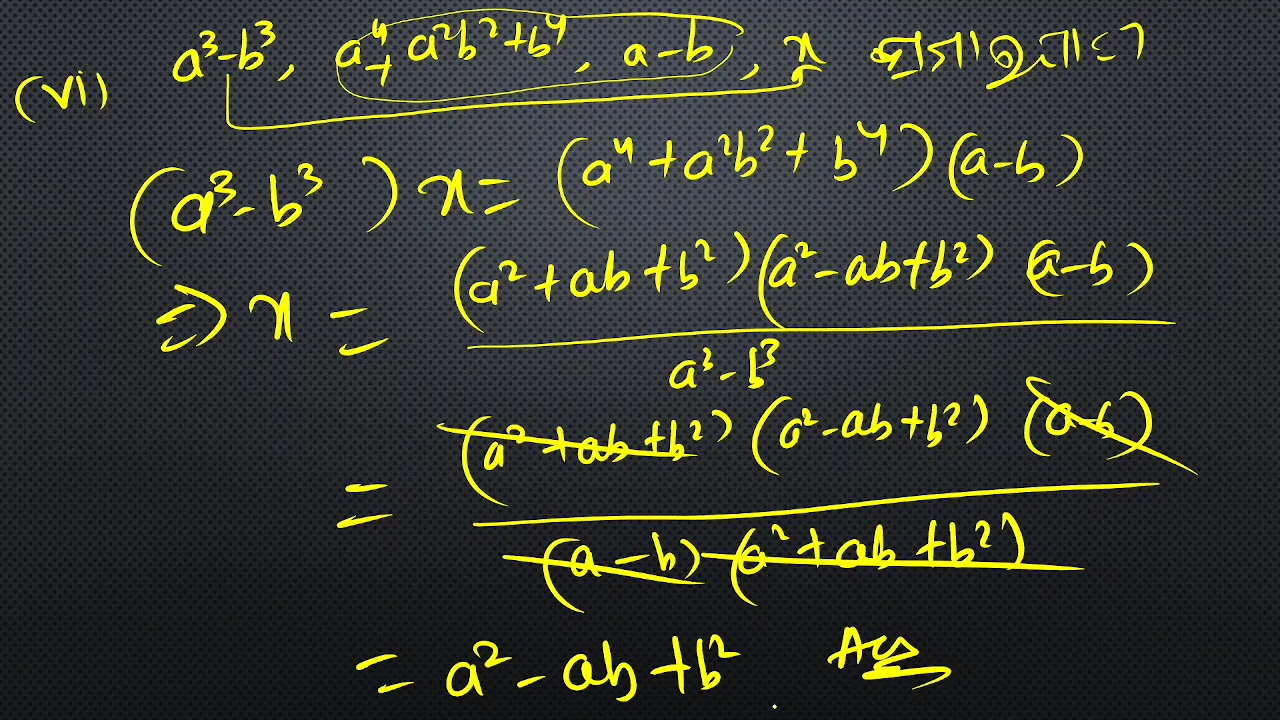 (vi) a³-b³, a⁴+a²b²+b⁴, a-b, x
(a³-b³)x = (a⁴+a²b²+b⁴)(a-b)
⇒ x = (a²+ab+b²)(a²-ab+b²)(a-b)
a³-b³
= (a²+ab+b²)(a²-ab+b²)(a-b)
(a-b)(a²+ab+b²)
= a²-ab+b² Ans